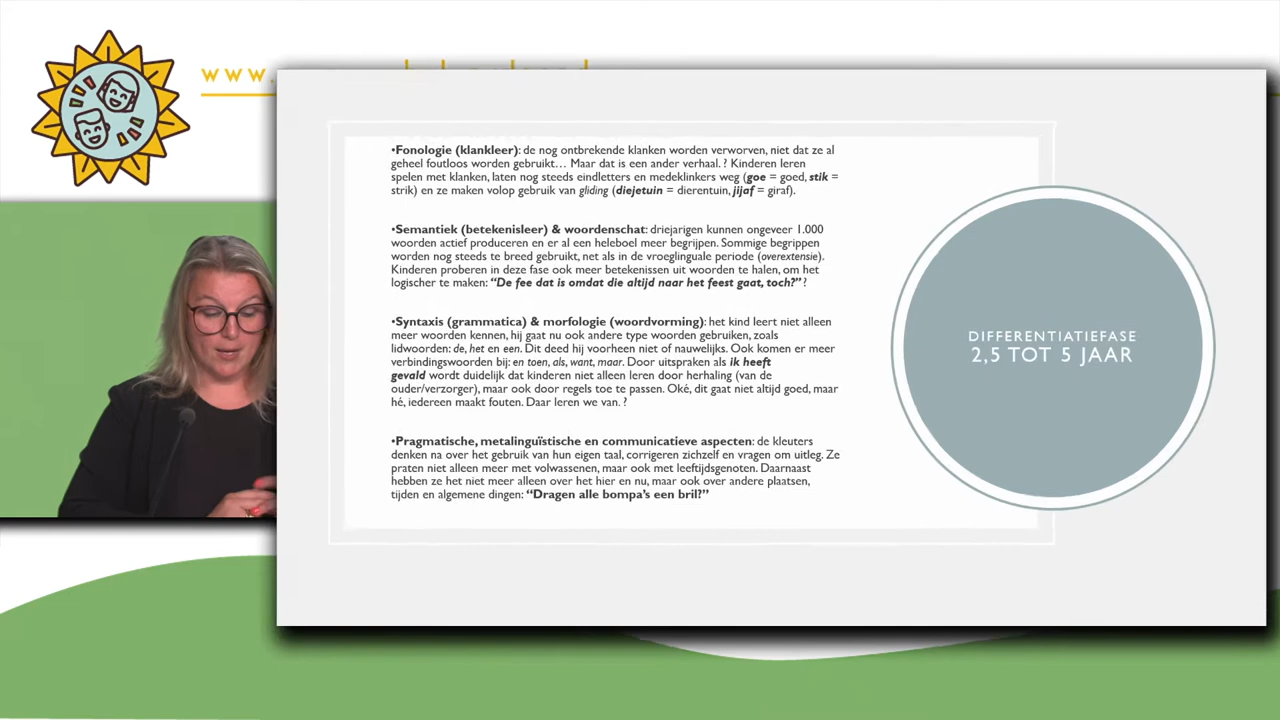 www.
•Fonologie (klankleer): de nog ontbrekende klanken worden verworven, niet dat ze al
geheel foutloos worden gebruikt… Maar dat is een ander verhaal. ? Kinderen leren
spelen met klanken, laten nog steeds eindletters en medeklinkers weg (goe = goed, stik =
strik) en ze maken volop gebruik van gliding (diejetuin = dierentuin, jijaf = giraf).
•Semantiek (betekenisleer) & woordenschat: driejarigen kunnen ongeveer 1.000
woorden actief produceren en er al een heleboel meer begrijpen. Sommige begrippen
worden nog steeds te breed gebruikt, net als in de vroeglinguale periode (overextensie).
Kinderen proberen in deze fase ook meer betekenissen uit woorden te halen, om het
logischer te maken: “De fee dat is omdat die altijd naar het feest gaat, toch?” ?
•Syntaxis (grammatica) & morfologie (woordvorming): het kind leert niet alleen
meer woorden kennen, hij gaat nu ook andere type woorden gebruiken, zoals
lidwoorden: de, het en een. Dit deed hij voorheen niet of nauwelijks. Ook komen er meer
verbindingswoorden bij: en toen, als, want, maar. Door uitspraken als ik heeft
gevald wordt duidelijk dat kinderen niet alleen leren door herhaling (van de
ouder/verzorger), maar ook door regels toe te passen. Oké, dit gaat niet altijd goed, maar
hé, iedereen maakt fouten. Daar leren we van. ?
•Pragmatische, metalinguïstische en communicatieve aspecten: de kleuters
denken na over het gebruik van hun eigen taal, corrigeren zichzelf en vragen om uitleg. Ze
praten niet alleen meer met volwassenen, maar ook met leeftijdsgenoten. Daarnaast
hebben ze het niet meer alleen over het hier en nu, maar ook over andere plaatsen,
tijden en algemene dingen: “Dragen alle bompa’s een bril?”
DIFFERENTIATIEFASE
2,5 TOT 5 JAAR